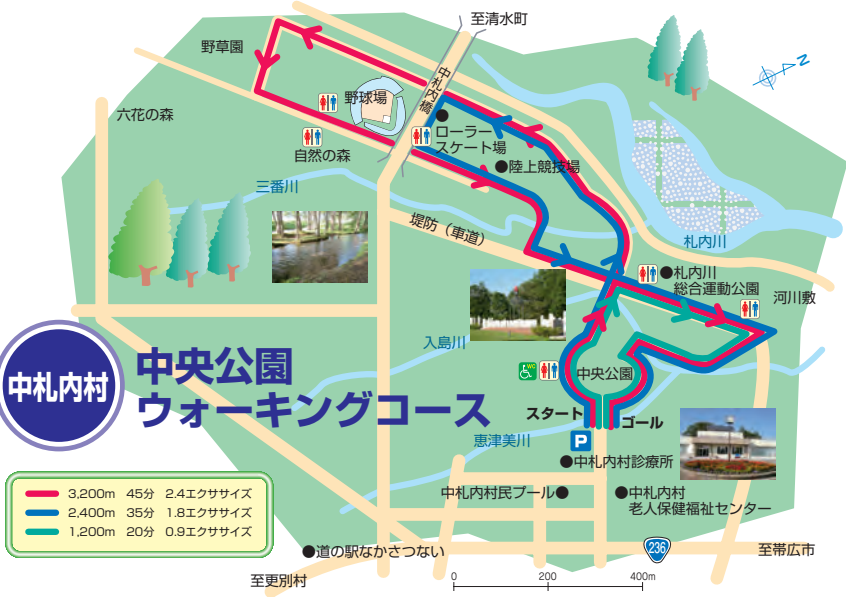 至清水町
野草園
中札内橋
野球場
N
六花の森
ローラー
スケート場
自然の森
陸上競技場
三番川
堤防（車道）
札内川
札内川
総合運動公園
河川敷
入島川
中札内村
中央公園
ウォーキングコース
WC
中央公園
スタート
ゴール
恵津美川
P
中札内村診療所
3,200m 45分 2.4エクササイズ
2,400m 35分 1.8エクササイズ
1,200m 20分 0.9エクササイズ
中札内村民プール
中札内村
老人保健福祉センター
道の駅なかさつない
236
至帯広市
至更別村
0 200 400m